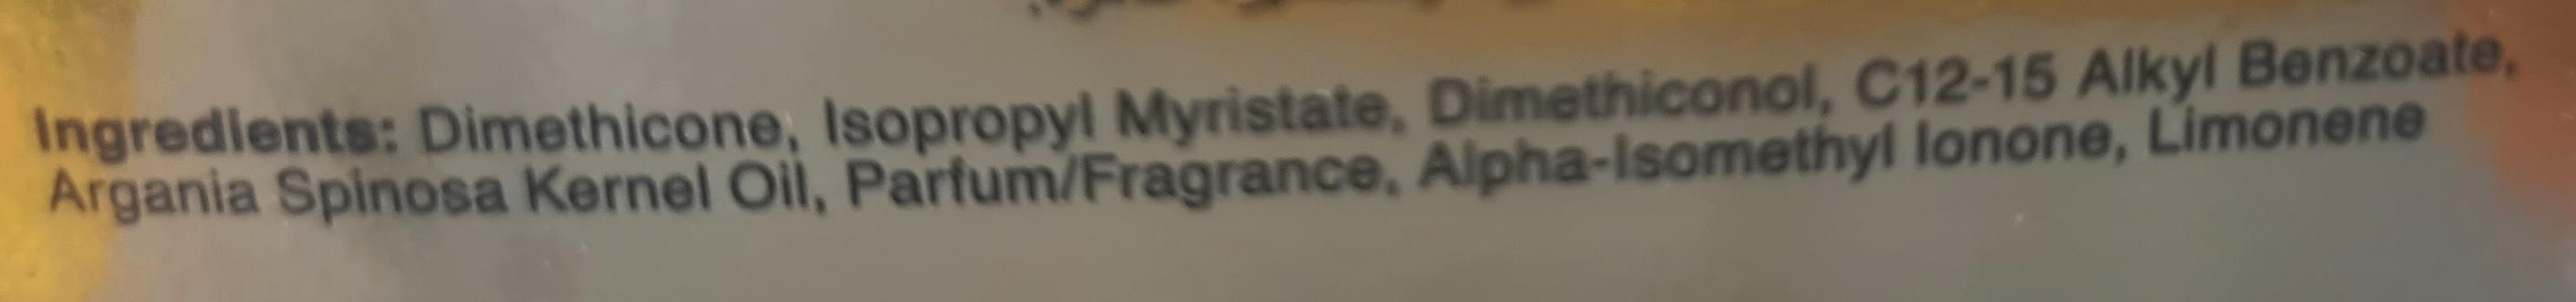 Ingredients: Dimethicone, Isopropyl Myristate, Dimethiconol, C12-15 Alkyl Benzoate,
Argania Spinosa Kernel Oil, Parfum/Fragrance, Alpha-Isomethyl Ionone, Limonene